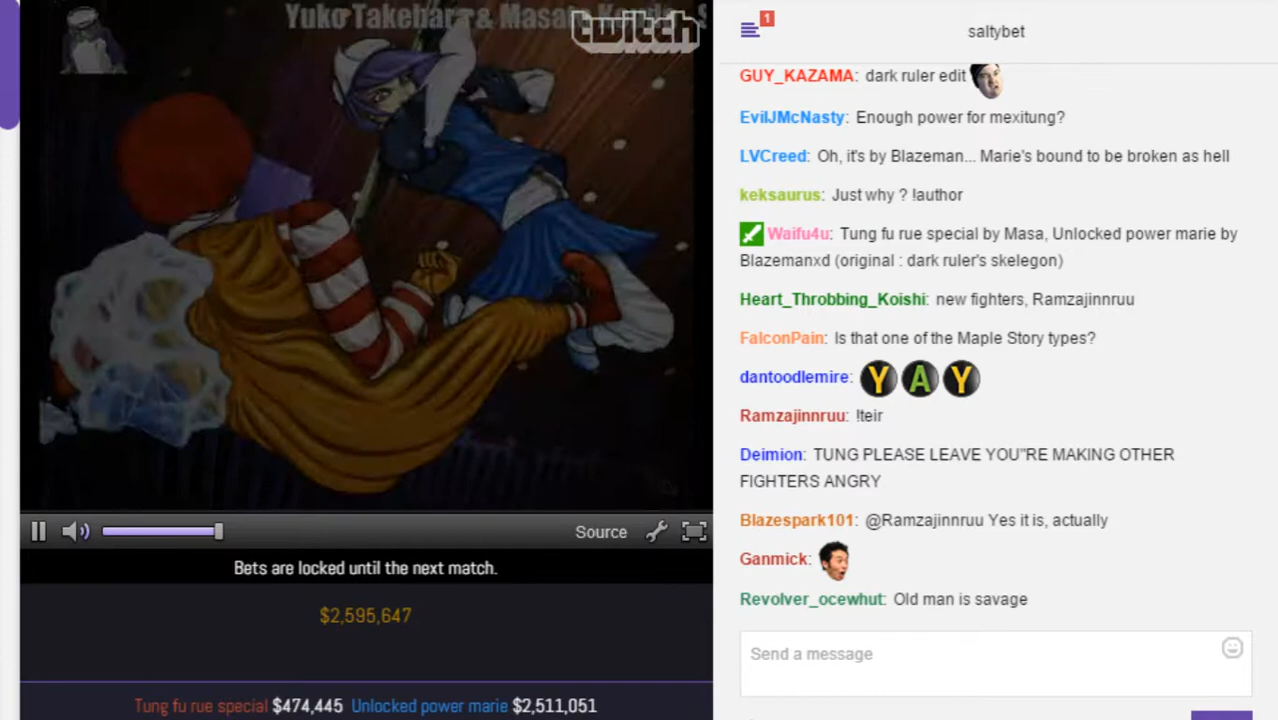 Yuko Takehara & Masat
twitch
1
saltybet
GUY_KAZAMA: dark ruler edit
EvilJMcNasty: Enough power for mexitung?
LVCreed: Oh, it's by Blazeman... Marie's bound to be broken as hell
keksaurus: Just why ? !author
Waifu4u: Tung fu rue special by Masa, Unlocked power marie by
Blazemanxd (original : dark ruler's skelegon)
Heart_Throbbing_Koishi: new fighters, Ramzajinnruu
FalconPain: Is that one of the Maple Story types?
dantoodlemire: Y A Y
Ramzajinnruu: !teir
Deimion: TUNG PLEASE LEAVE YOU"RE MAKING OTHER
FIGHTERS ANGRY
Blazespark101: @Ramzajinnruu Yes it is, actually
Ganmick:
Revolver_ocewhut: Old man is savage
Send a message
Source
Bets are locked until the next match.
$2,595,647
Tung fu rue special $474,445 Unlocked power marie $2,511,051